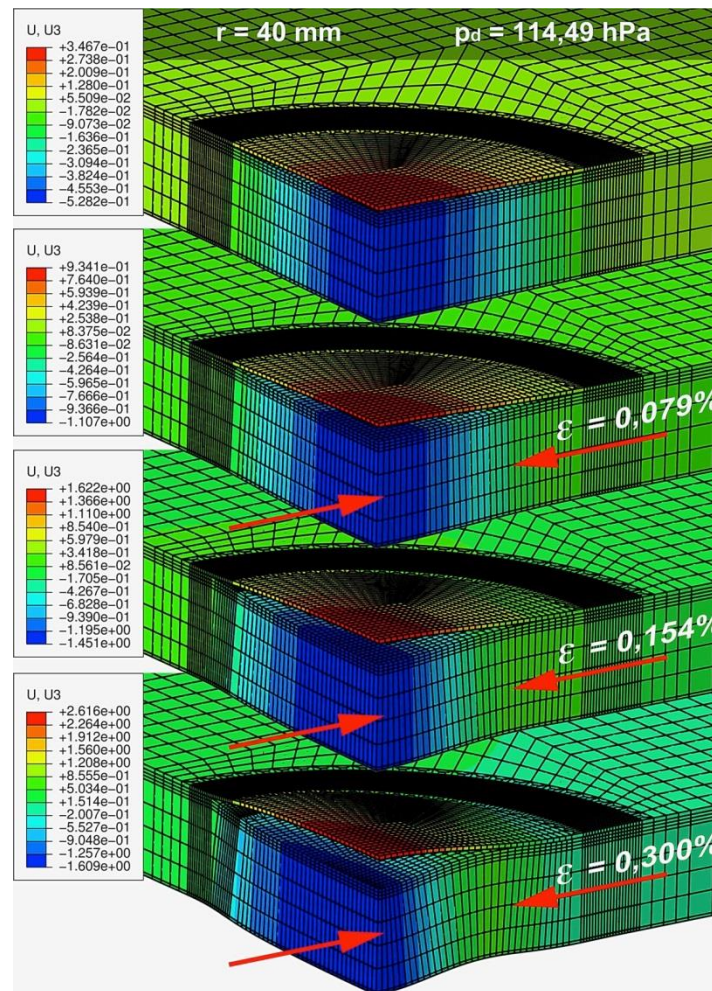 r = 40 mm pd = 114,49 hPa
U, U3
+3.467e-01
+2.738e-01
+2.009e-01
+1.280e-01
+5.509e-02
-1.782e-02
-9.073e-02
-1.636e-01
-2.365e-01
-3.094e-01
-3.824e-01
-4.553e-01
-5.282e-01
U, U3
+9.341e-01
+7.640e-01
+5.939e-01
+4.239e-01
+2.538e-01
+8.375e-02
-8.631e-02
-2.564e-01
-4.264e-01
-5.965e-01
-7.666e-01
-9.366e-01
-1.107e+00
ε = 0,079%
U, U3
+1.622e+00
+1.366e+00
+1.110e+00
+8.540e-01
+5.979e-01
+3.418e-01
+8.561e-02
-1.705e-01
-4.267e-01
-6.828e-01
-9.390e-01
-1.195e+00
-1.451e+00
ε = 0,154%
U, U3
+2.616e+00
+2.264e+00
+1.912e+00
+1.560e+00
+1.208e+00
+8.555e-01
+5.034e-01
+1.514e-01
-2.007e-01
-5.527e-01
-9.048e-01
-1.257e+00
-1.609e+00
ε = 0,300%